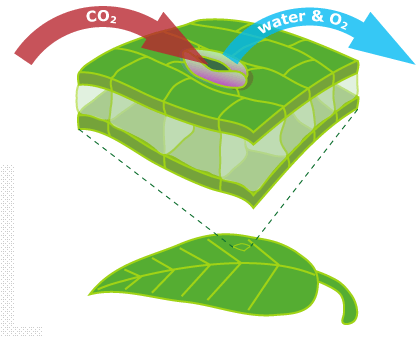 CO₂
water & O₂